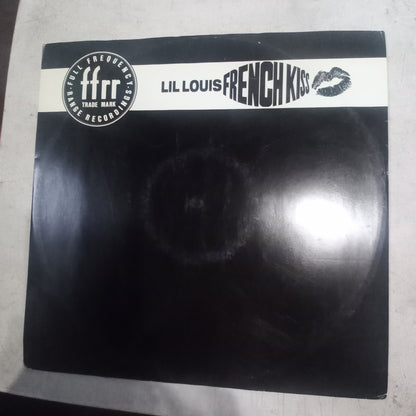 FULL FREQUENCY
ffrr
TRADE MARK
RANGE RECORDINGS
LIL LOUIS FRENCH KISS